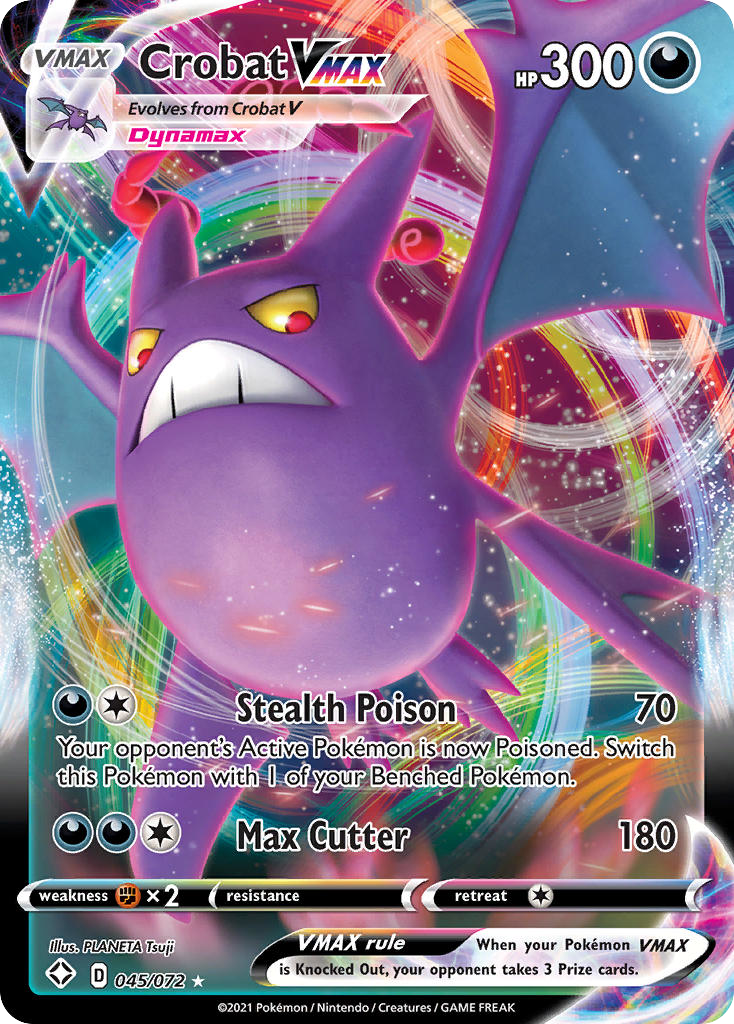 VMAX Crobat VMAX HP 300
Evolves from Crobat V
Dynamax
Stealth Poison 70
Your opponent's Active Pokémon is now Poisoned. Switch
this Pokémon with 1 of your Benched Pokémon.
Max Cutter 180
weakness ×2 resistance retreat
Illus. PLANETA Tsuji
VMAX rule When your Pokémon VMAX
is Knocked Out, your opponent takes 3 Prize cards.
D 045/072
©2021 Pokémon / Nintendo / Creatures / GAME FREAK